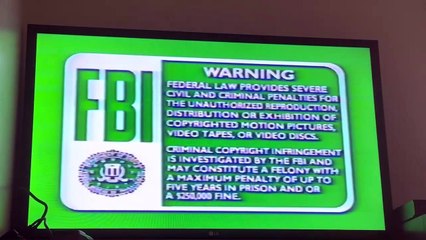 FBI
WARNING
FEDERAL LAW PROVIDES SEVERE
CIVIL AND CRIMINAL PENALTIES FOR
THE UNAUTHORIZED REPRODUCTION,
DISTRIBUTION OR EXHIBITION OF
COPYRIGHTED MOTION PICTURES,
VIDEO TAPES, OR VIDEO DISCS.
CRIMINAL COPYRIGHT INFRINGEMENT
IS INVESTIGATED BY THE FBI AND
MAY CONSTITUTE A FELONY WITH
A MAXIMUM PENALTY OF UP TO
FIVE YEARS IN PRISON AND/OR
A $250,000 FINE.
LG